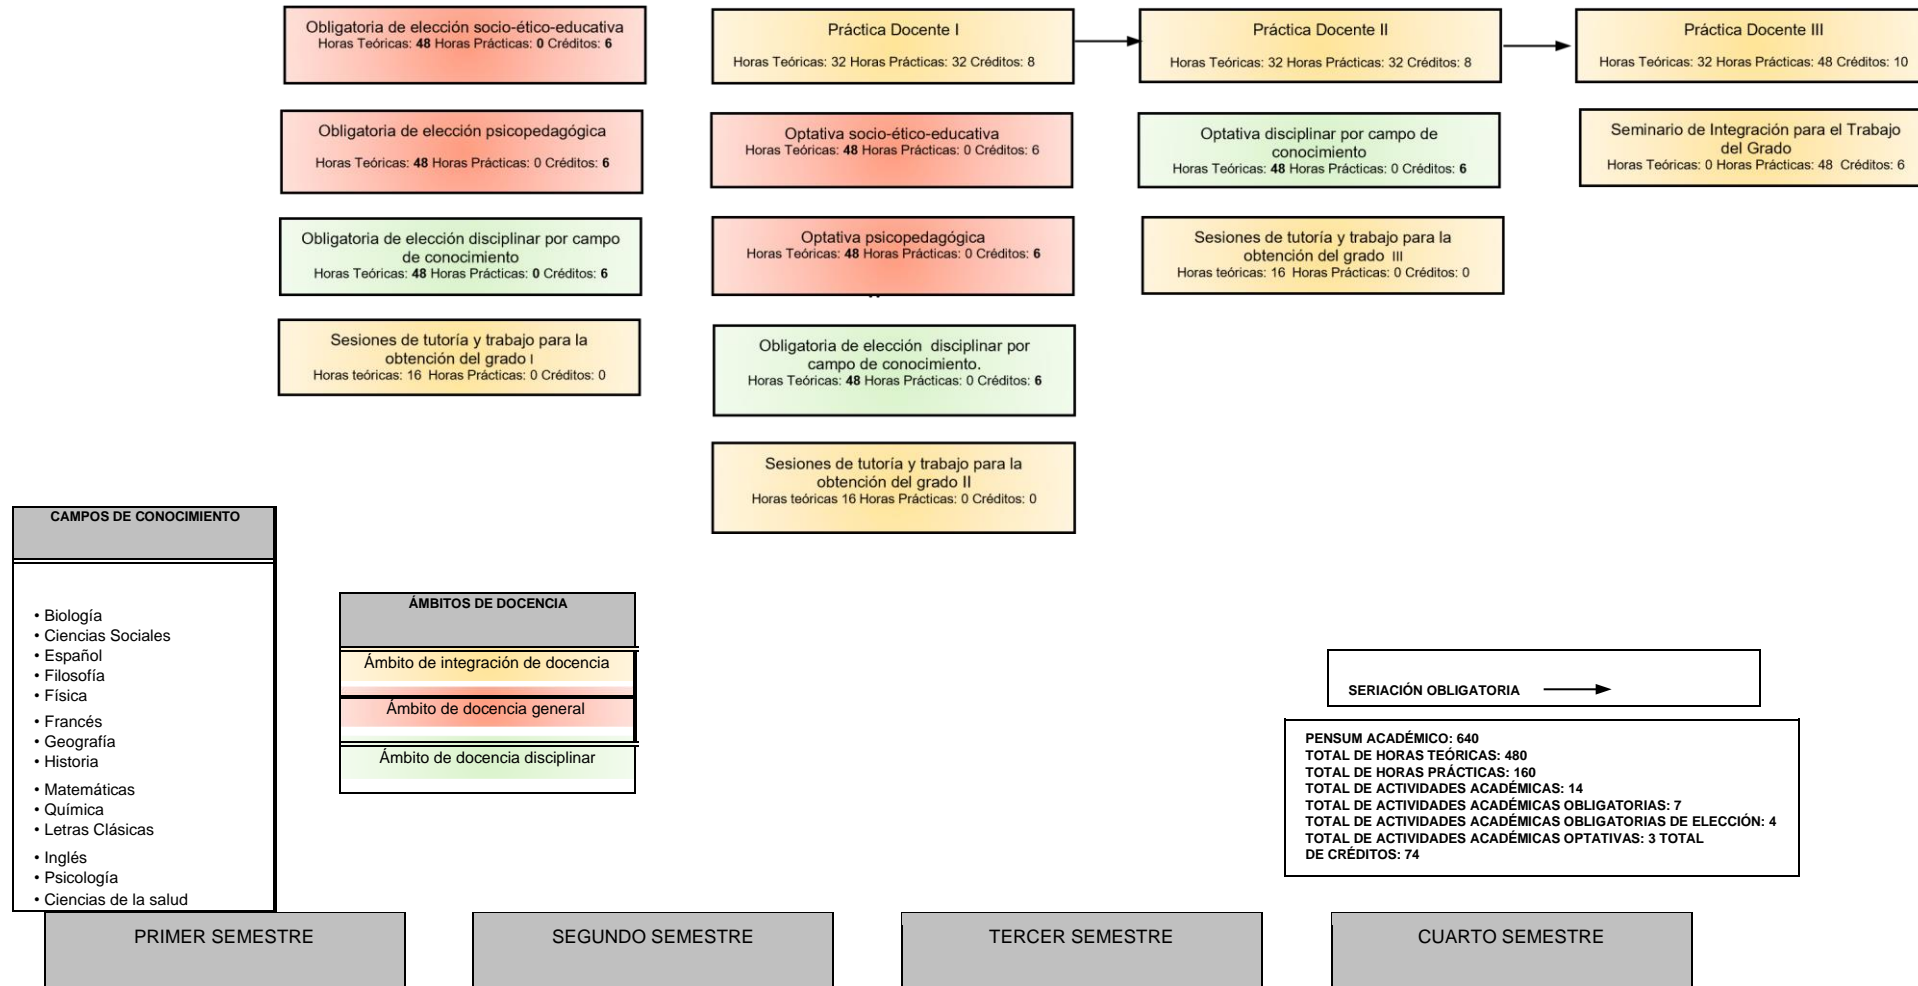 Obligatoria de elección socio-ético-educativa
Horas Teóricas: 48 Horas Prácticas: 0 Créditos: 6
Práctica Docente I
Horas Teóricas: 32 Horas Prácticas: 32 Créditos: 8
Práctica Docente II
Horas Teóricas: 32 Horas Prácticas: 32 Créditos: 8
Práctica Docente III
Horas Teóricas: 32 Horas Prácticas: 48 Créditos: 10
Obligatoria de elección psicopedagógica
Horas Teóricas: 48 Horas Prácticas: 0 Créditos: 6
Optativa socio-ético-educativa
Horas Teóricas: 48 Horas Prácticas: 0 Créditos: 6
Optativa disciplinar por campo de
conocimiento
Horas Teóricas: 48 Horas Prácticas: 0 Créditos: 6
Seminario de Integración para el Trabajo
del Grado
Horas Teóricas: 0 Horas Prácticas: 48 Créditos: 6
Obligatoria de elección disciplinar por campo
de conocimiento
Horas Teóricas: 48 Horas Prácticas: 0 Créditos: 6
Optativa psicopedagógica
Horas Teóricas: 48 Horas Prácticas: 0 Créditos: 6
Sesiones de tutoría y trabajo para la
obtención del grado III
Horas teóricas: 16 Horas Prácticas: 0 Créditos: 0
Sesiones de tutoría y trabajo para la
obtención del grado I
Horas teóricas: 16 Horas Prácticas: 0 Créditos: 0
Obligatoria de elección disciplinar por
campo de conocimiento.
Horas Teóricas: 48 Horas Prácticas: 0 Créditos: 6
Sesiones de tutoría y trabajo para la
obtención del grado II
Horas teóricas 16 Horas Prácticas: 0 Créditos: 0
CAMPOS DE CONOCIMIENTO
• Biología
• Ciencias Sociales
• Español
• Filosofía
• Física
• Francés
• Geografía
• Historia
• Matemáticas
• Química
• Letras Clásicas
• Inglés
• Psicología
• Ciencias de la salud
ÁMBITOS DE DOCENCIA
Ámbito de integración de docencia
Ámbito de docencia general
Ámbito de docencia disciplinar
SERIACIÓN OBLIGATORIA
PENSUM ACADÉMICO: 640
TOTAL DE HORAS TEÓRICAS: 480
TOTAL DE HORAS PRÁCTICAS: 160
TOTAL DE ACTIVIDADES ACADÉMICAS: 14
TOTAL DE ACTIVIDADES ACADÉMICAS OBLIGATORIAS: 7
TOTAL DE ACTIVIDADES ACADÉMICAS OBLIGATORIAS DE ELECCIÓN: 4
TOTAL DE ACTIVIDADES ACADÉMICAS OPTATIVAS: 3 TOTAL
DE CRÉDITOS: 74
PRIMER SEMESTRE
SEGUNDO SEMESTRE
TERCER SEMESTRE
CUARTO SEMESTRE